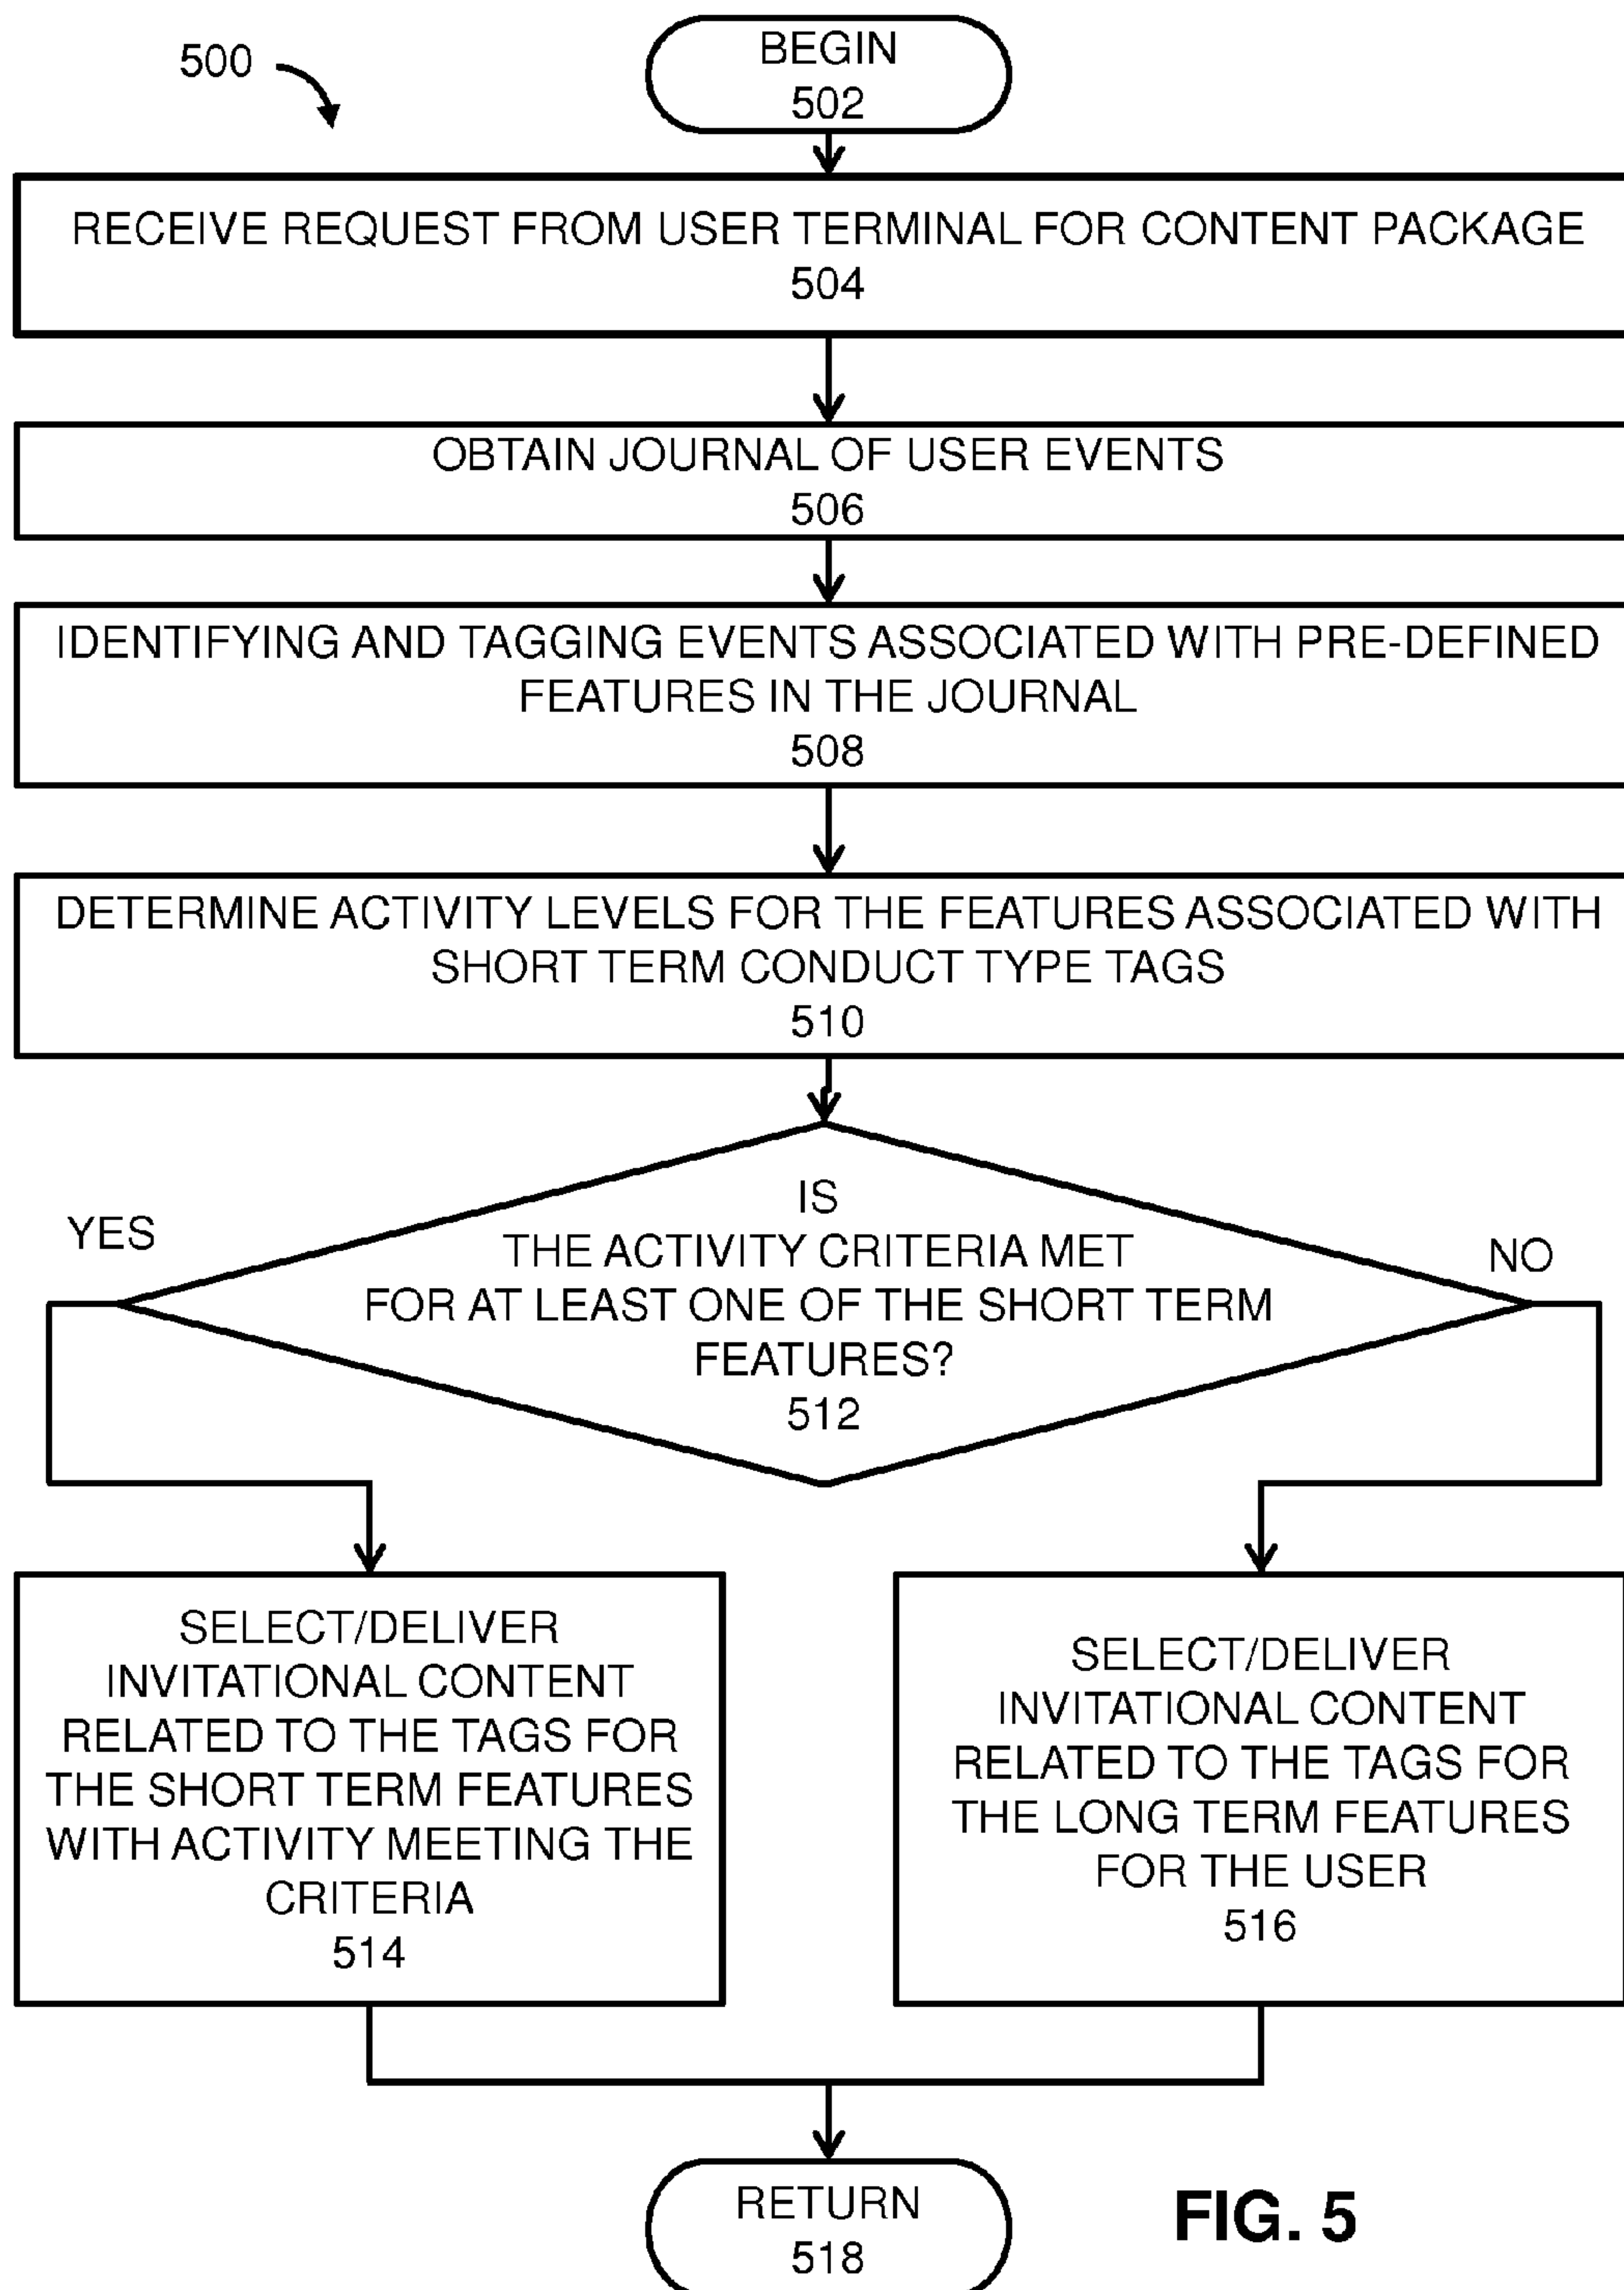 500
BEGIN
502
RECEIVE REQUEST FROM USER TERMINAL FOR CONTENT PACKAGE
504
OBTAIN JOURNAL OF USER EVENTS
506
IDENTIFYING AND TAGGING EVENTS ASSOCIATED WITH PRE-DEFINED
FEATURES IN THE JOURNAL
508
DETERMINE ACTIVITY LEVELS FOR THE FEATURES ASSOCIATED WITH
SHORT TERM CONDUCT TYPE TAGS
510
IS
THE ACTIVITY CRITERIA MET
FOR AT LEAST ONE OF THE SHORT TERM
FEATURES?
512
YES
NO
SELECT/DELIVER
INVITATIONAL CONTENT
RELATED TO THE TAGS FOR
THE SHORT TERM FEATURES
WITH ACTIVITY MEETING THE
CRITERIA
514
SELECT/DELIVER
INVITATIONAL CONTENT
RELATED TO THE TAGS FOR
THE LONG TERM FEATURES
FOR THE USER
516
RETURN
518
FIG. 5